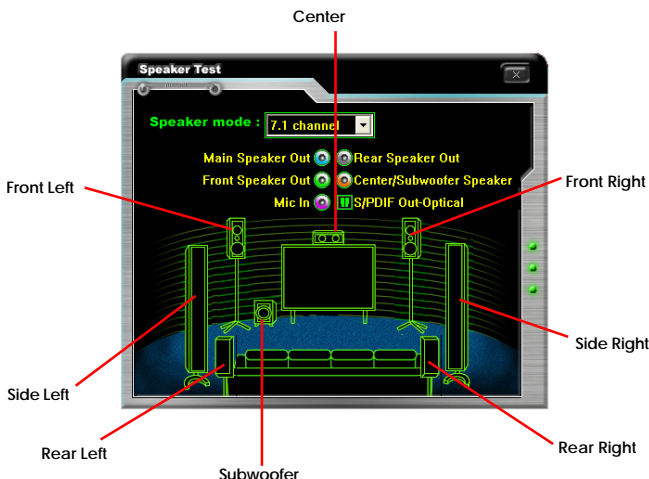 Center
Speaker Test
Speaker mode :
7.1 channel
Main Speaker Out
Rear Speaker Out
Front Speaker Out
Center/Subwoofer Speaker
Mic In
S/PDIF Out-Optical
Front Left
Front Right
Side Right
Side Left
Rear Left
Rear Right
Subwoofer